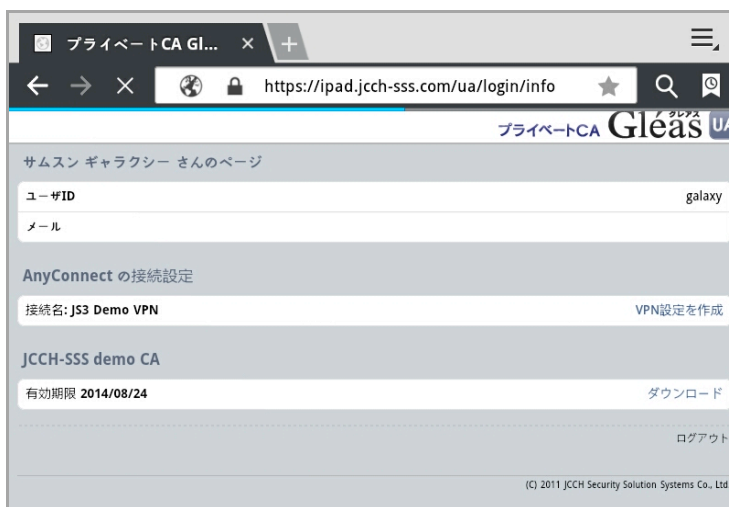 プライベートCA Gl...
https://ipad.jcch-sss.com/ua/login/info
プライベートCA Gléas グレアス UA
サムスン ギャラクシー さんのページ
ユーザID galaxy
メール
AnyConnect の接続設定
接続名: JS3 Demo VPN VPN設定を作成
JCCH-SSS demo CA
有効期限 2014/08/24 ダウンロード
ログアウト
(C) 2011 JCCH Security Solution Systems Co., Ltd.